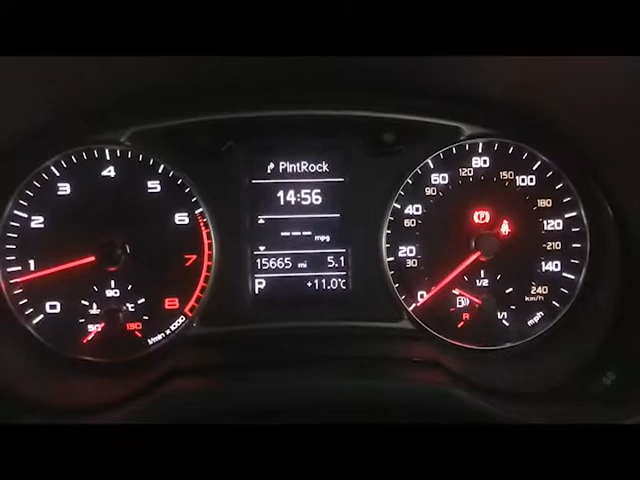 PlntRock
14:56
--- mpg
15665 mi 5.1
P +11.0°C
0 1 2 3 4 5 6 7 8
1/min x 1000
50 90 130 °C
0 20 40 60 80 100 120 140
mph
30 60 90 120 150 180 210 240
km/h
R 1/2 1/1
(P)